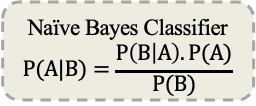 Naïve Bayes Classifier
P(A|B) = P(B|A). P(A)
P(B)